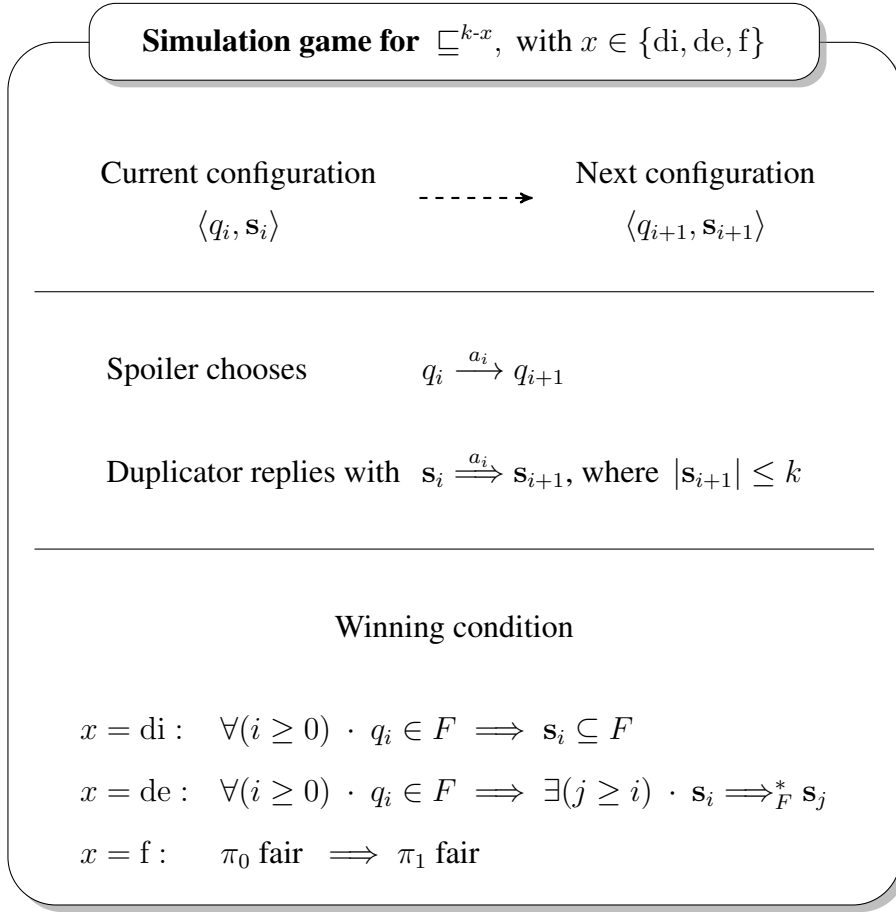 Simulation game for ⊑^{k-x}, with x ∈ {di, de, f}
Current configuration ⇢ Next configuration
⟨q_i, s_i⟩ ⟨q_{i+1}, s_{i+1}⟩
Spoiler chooses q_i —a_i→ q_{i+1}
Duplicator replies with s_i =a_i⇒ s_{i+1}, where |s_{i+1}| ≤ k
Winning condition
x = di : ∀(i ≥ 0) · q_i ∈ F ⟹ s_i ⊆ F
x = de : ∀(i ≥ 0) · q_i ∈ F ⟹ ∃(j ≥ i) · s_i ⟹*_F s_j
x = f : π_0 fair ⟹ π_1 fair